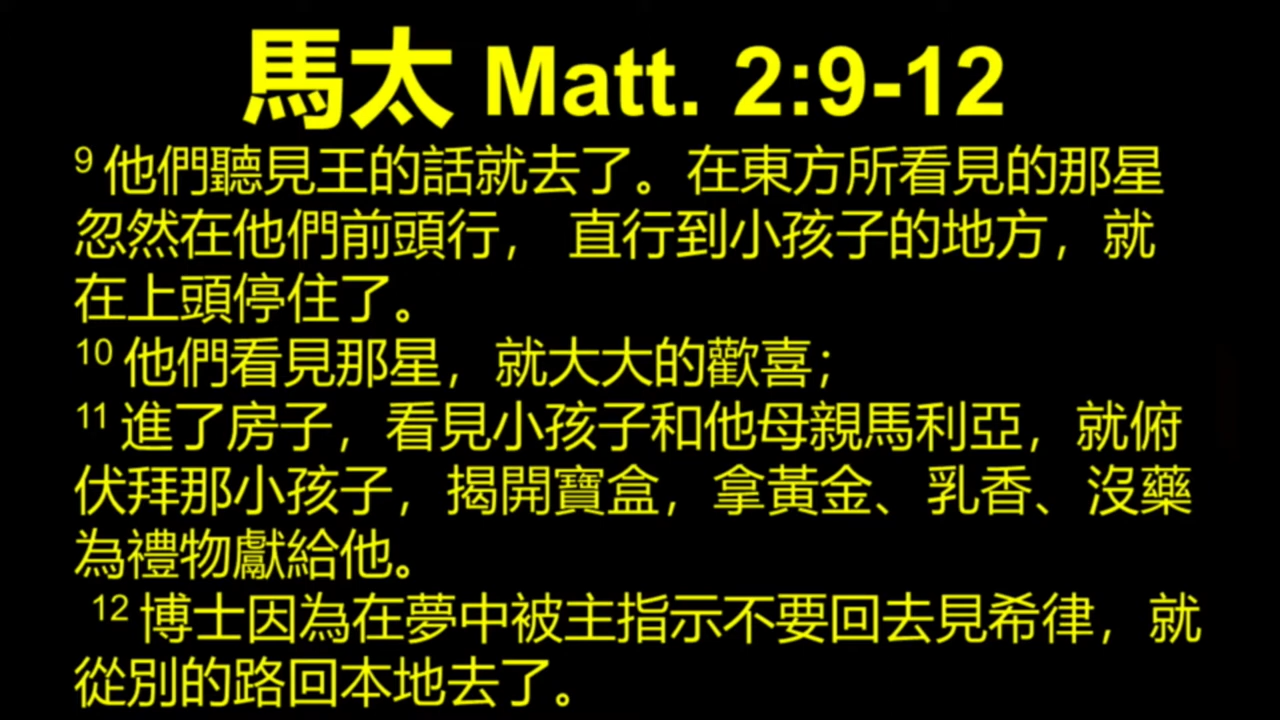 馬太 Matt. 2:9-12
9 他們聽見王的話就去了。在東方所看見的那星
忽然在他們前頭行， 直行到小孩子的地方，就
在上頭停住了。
10 他們看見那星，就大大的歡喜；
11 進了房子，看見小孩子和他母親馬利亞，就俯
伏拜那小孩子，揭開寶盒，拿黃金、乳香、沒藥
為禮物獻給他。
12 博士因為在夢中被主指示不要回去見希律，就
從別的路回本地去了。